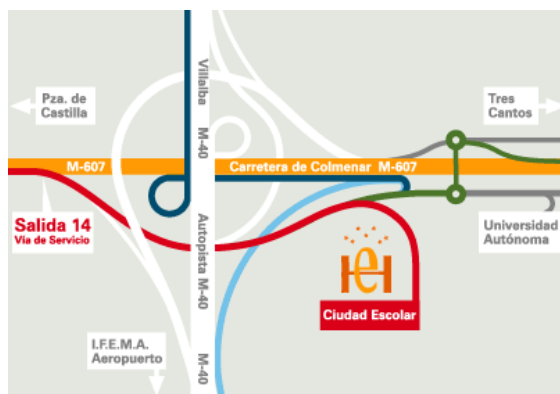 Villalba
M-40
Pza. de
Castilla
Tres
Cantos
M-607
Carretera de Colmenar M-607
Salida 14
Vía de Servicio
Autopista M-40
Universidad
Autónoma
eH
Ciudad Escolar
I.F.E.M.A.
Aeropuerto
M-40